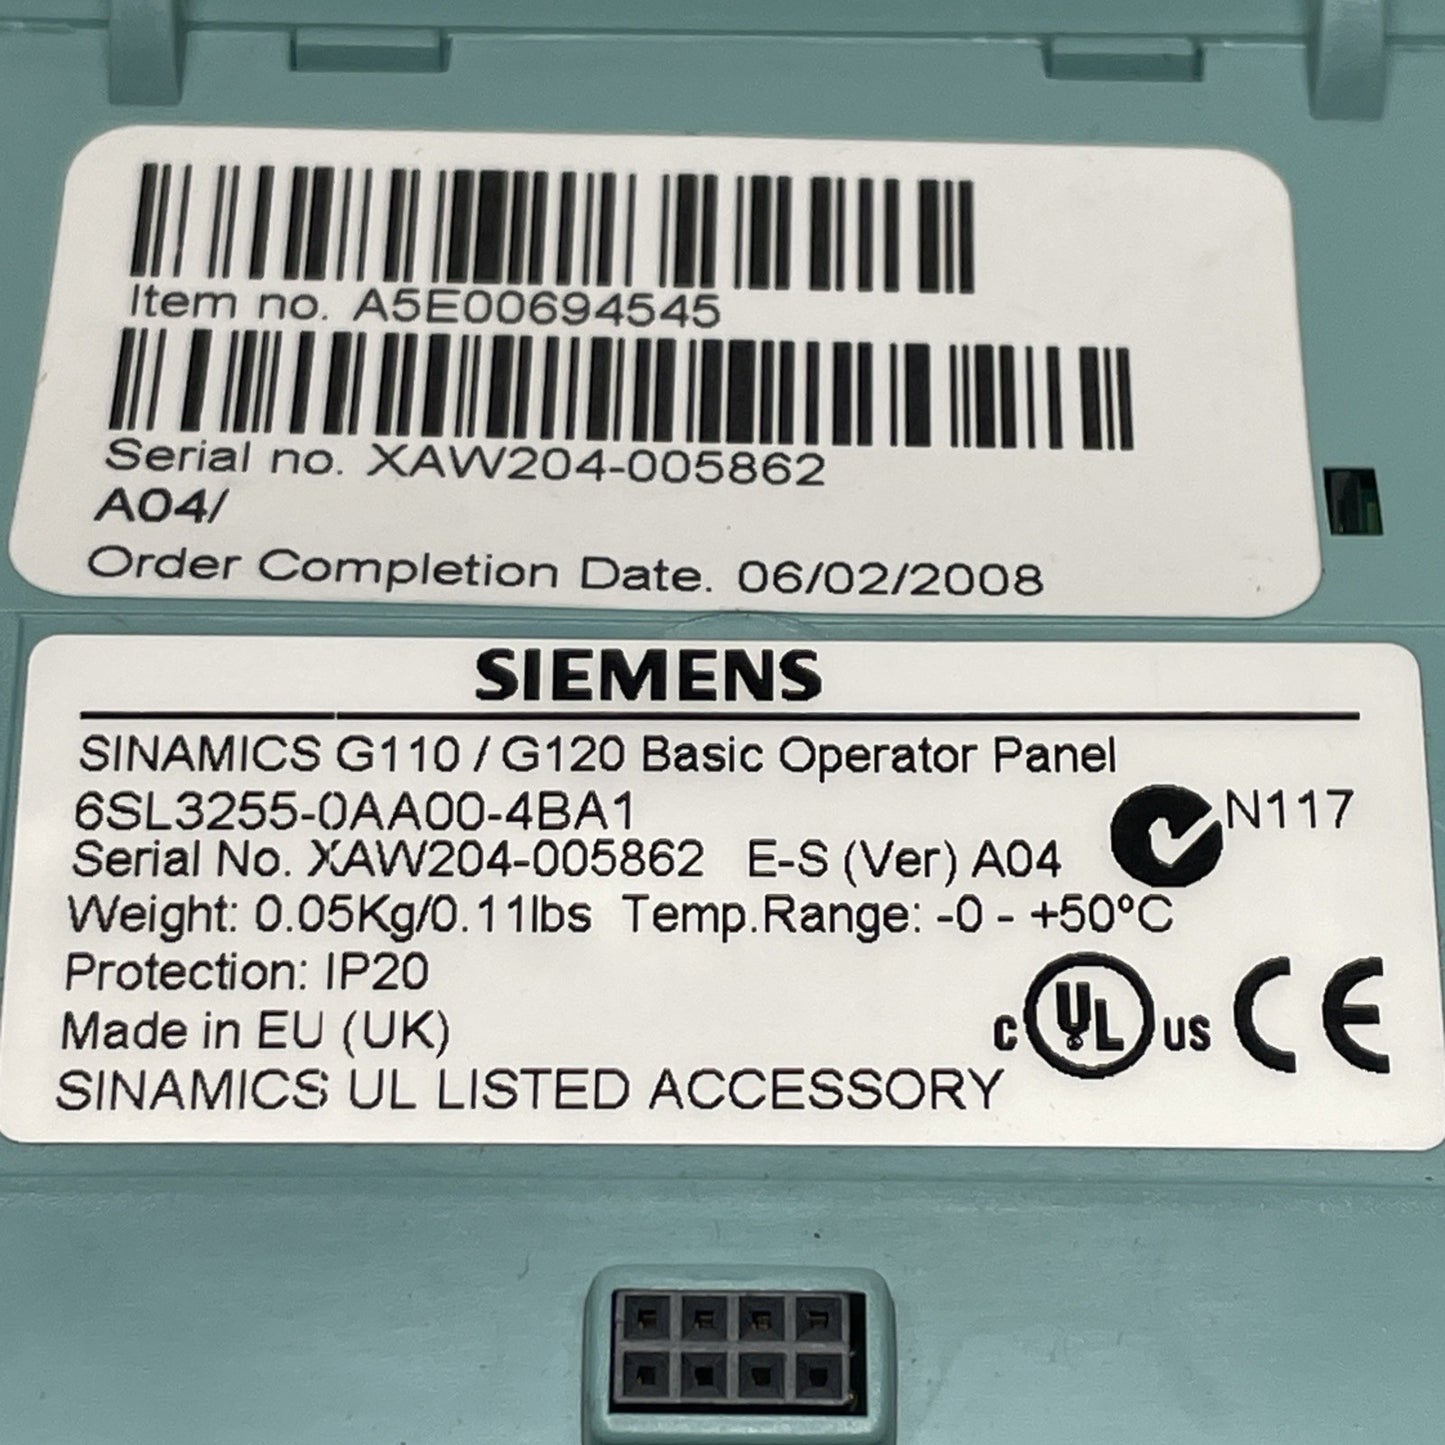 Item no. A5E00694545
Serial no. XAW204-005862
A04/
Order Completion Date. 06/02/2008
SIEMENS
SINAMICS G110 / G120 Basic Operator Panel
6SL3255-0AA00-4BA1
N117
Serial No. XAW204-005862 E-S (Ver) A04
Weight: 0.05Kg/0.11lbs Temp.Range: -0 - +50°C
Protection: IP20
Made in EU (UK)
c UL us CE
SINAMICS UL LISTED ACCESSORY